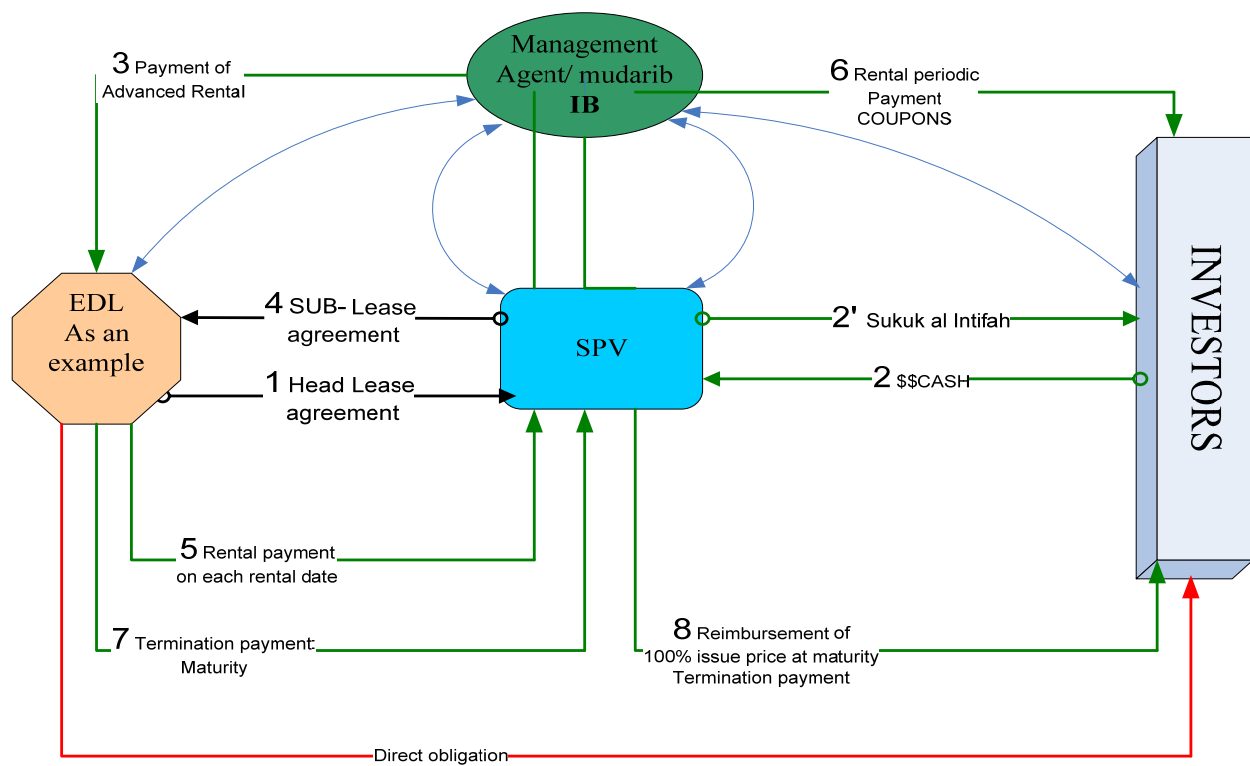 Management
Agent/ mudarib
IB
3 Payment of
Advanced Rental
6 Rental periodic
Payment
COUPONS
EDL
As an
example
4 SUB- Lease
agreement
1 Head Lease
agreement
SPV
2' Sukuk al Intifah
2 $$CASH
INVESTORS
5 Rental payment
on each rental date
7 Termination payment:
Maturity
8 Reimbursement of
100% issue price at maturity
Termination payment
Direct obligation